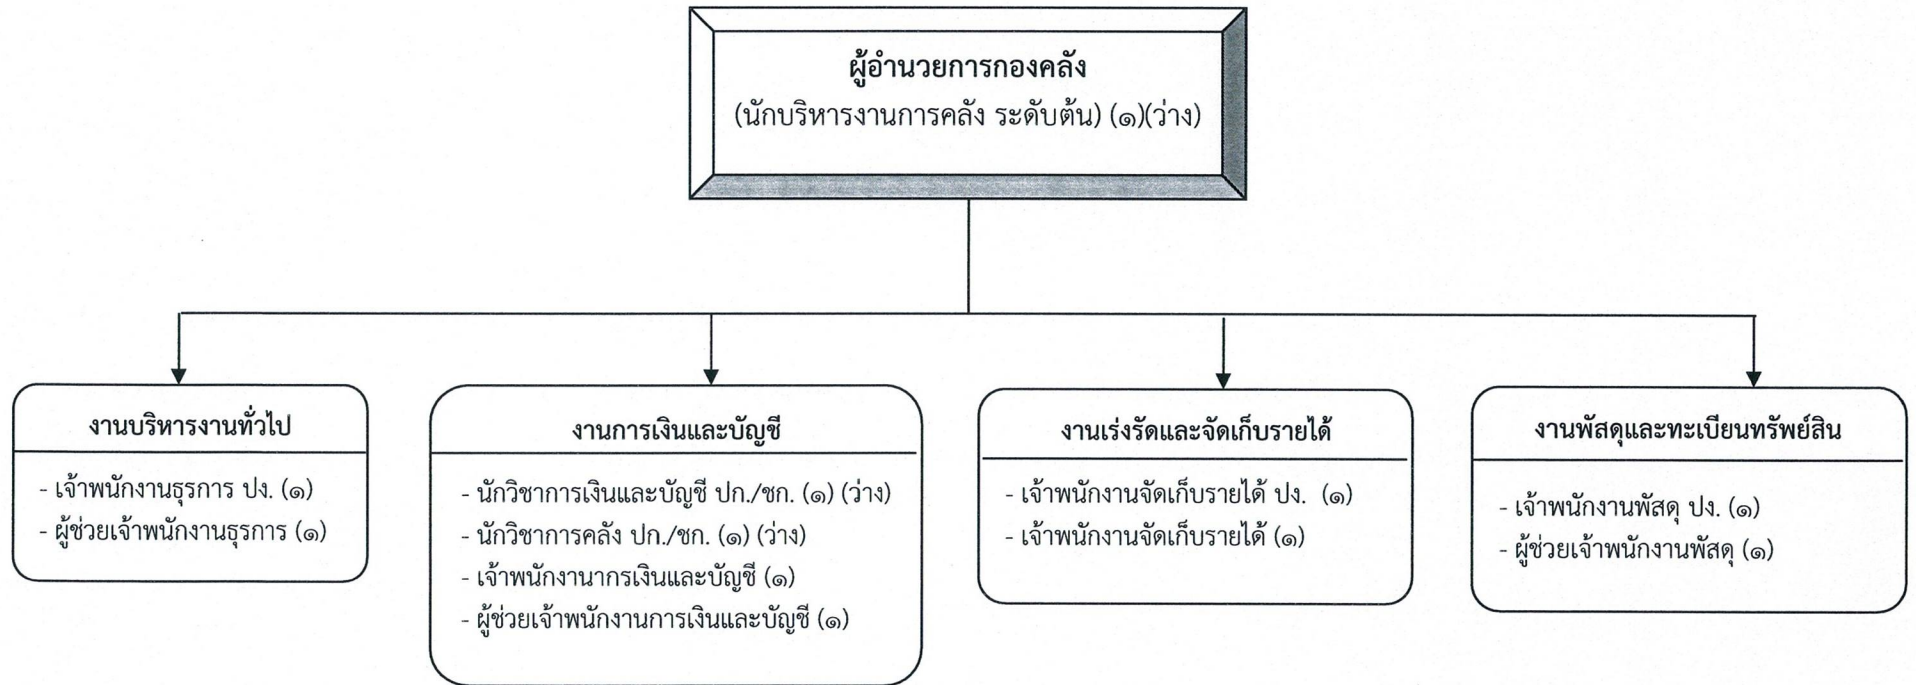 ผู้อำนวยการกองคลัง
(นักบริหารงานการคลัง ระดับต้น) (๑)(ว่าง)
งานบริหารงานทั่วไป
- เจ้าพนักงานธุรการ ปง. (๑)
- ผู้ช่วยเจ้าพนักงานธุรการ (๑)
งานการเงินและบัญชี
- นักวิชาการเงินและบัญชี ปก./ชก. (๑) (ว่าง)
- นักวิชาการคลัง ปก./ชก. (๑) (ว่าง)
- เจ้าพนักงานากรเงินและบัญชี (๑)
- ผู้ช่วยเจ้าพนักงานการเงินและบัญชี (๑)
งานเร่งรัดและจัดเก็บรายได้
- เจ้าพนักงานจัดเก็บรายได้ ปง. (๑)
- เจ้าพนักงานจัดเก็บรายได้ (๑)
งานพัสดุและทะเบียนทรัพย์สิน
- เจ้าพนักงานพัสดุ ปง. (๑)
- ผู้ช่วยเจ้าพนักงานพัสดุ (๑)